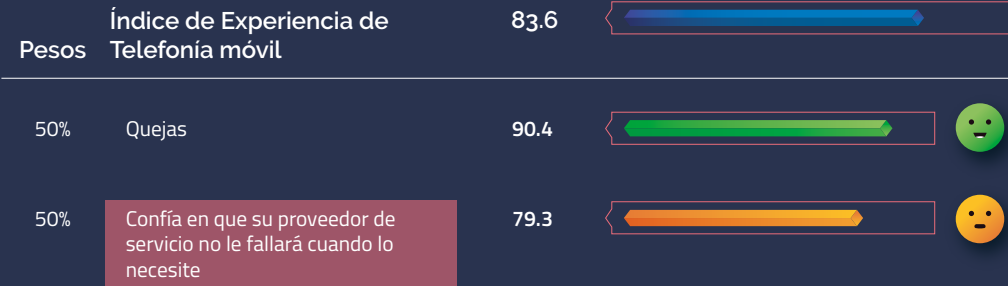 Índice de Experiencia de
Telefonía móvil
83.6
Pesos
50%
Quejas
90.4
50%
Confía en que su proveedor de
servicio no le fallará cuando lo
necesite
79.3